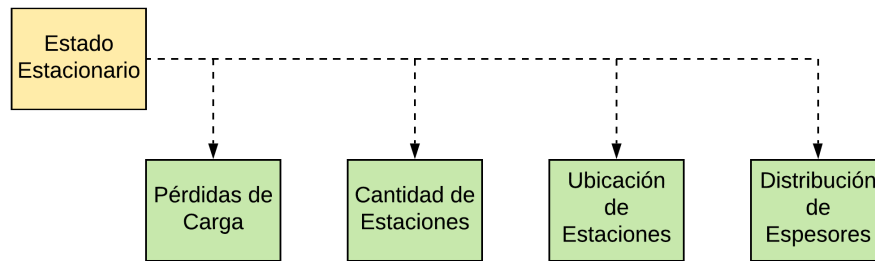 Estado
Estacionario
Pérdidas de
Carga
Cantidad de
Estaciones
Ubicación
de
Estaciones
Distribución
de
Espesores